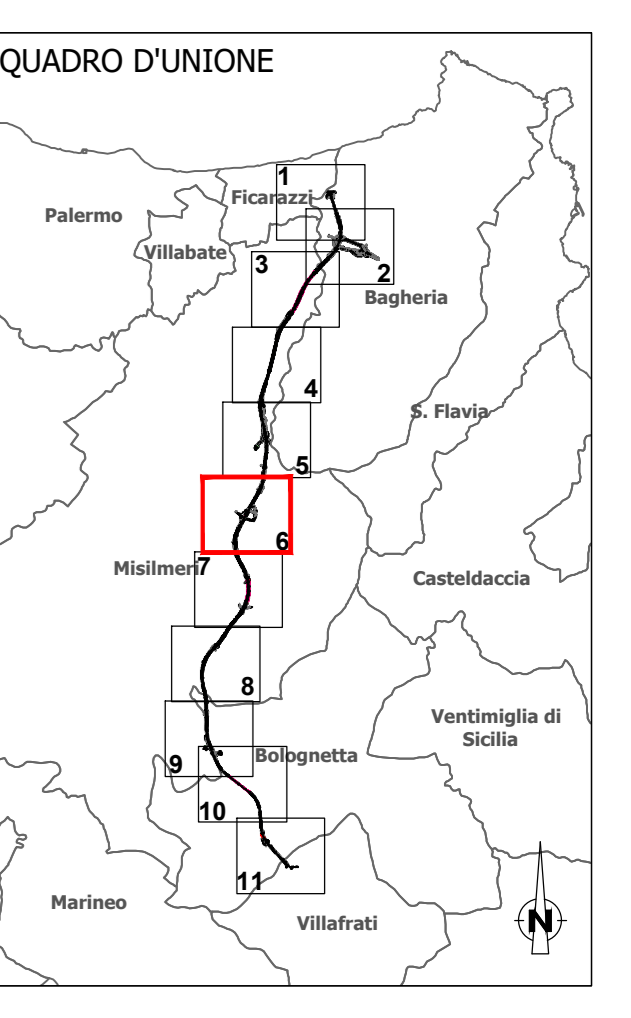 QUADRO D'UNIONE
1
Ficarazzi
Palermo
Villabate
3
2
Bagheria
4
S. Flavia
5
6
Misilmeri
7
Casteldaccia
8
Ventimiglia di
Sicilia
9
Bolognetta
10
11
Marineo
Villafrati
N